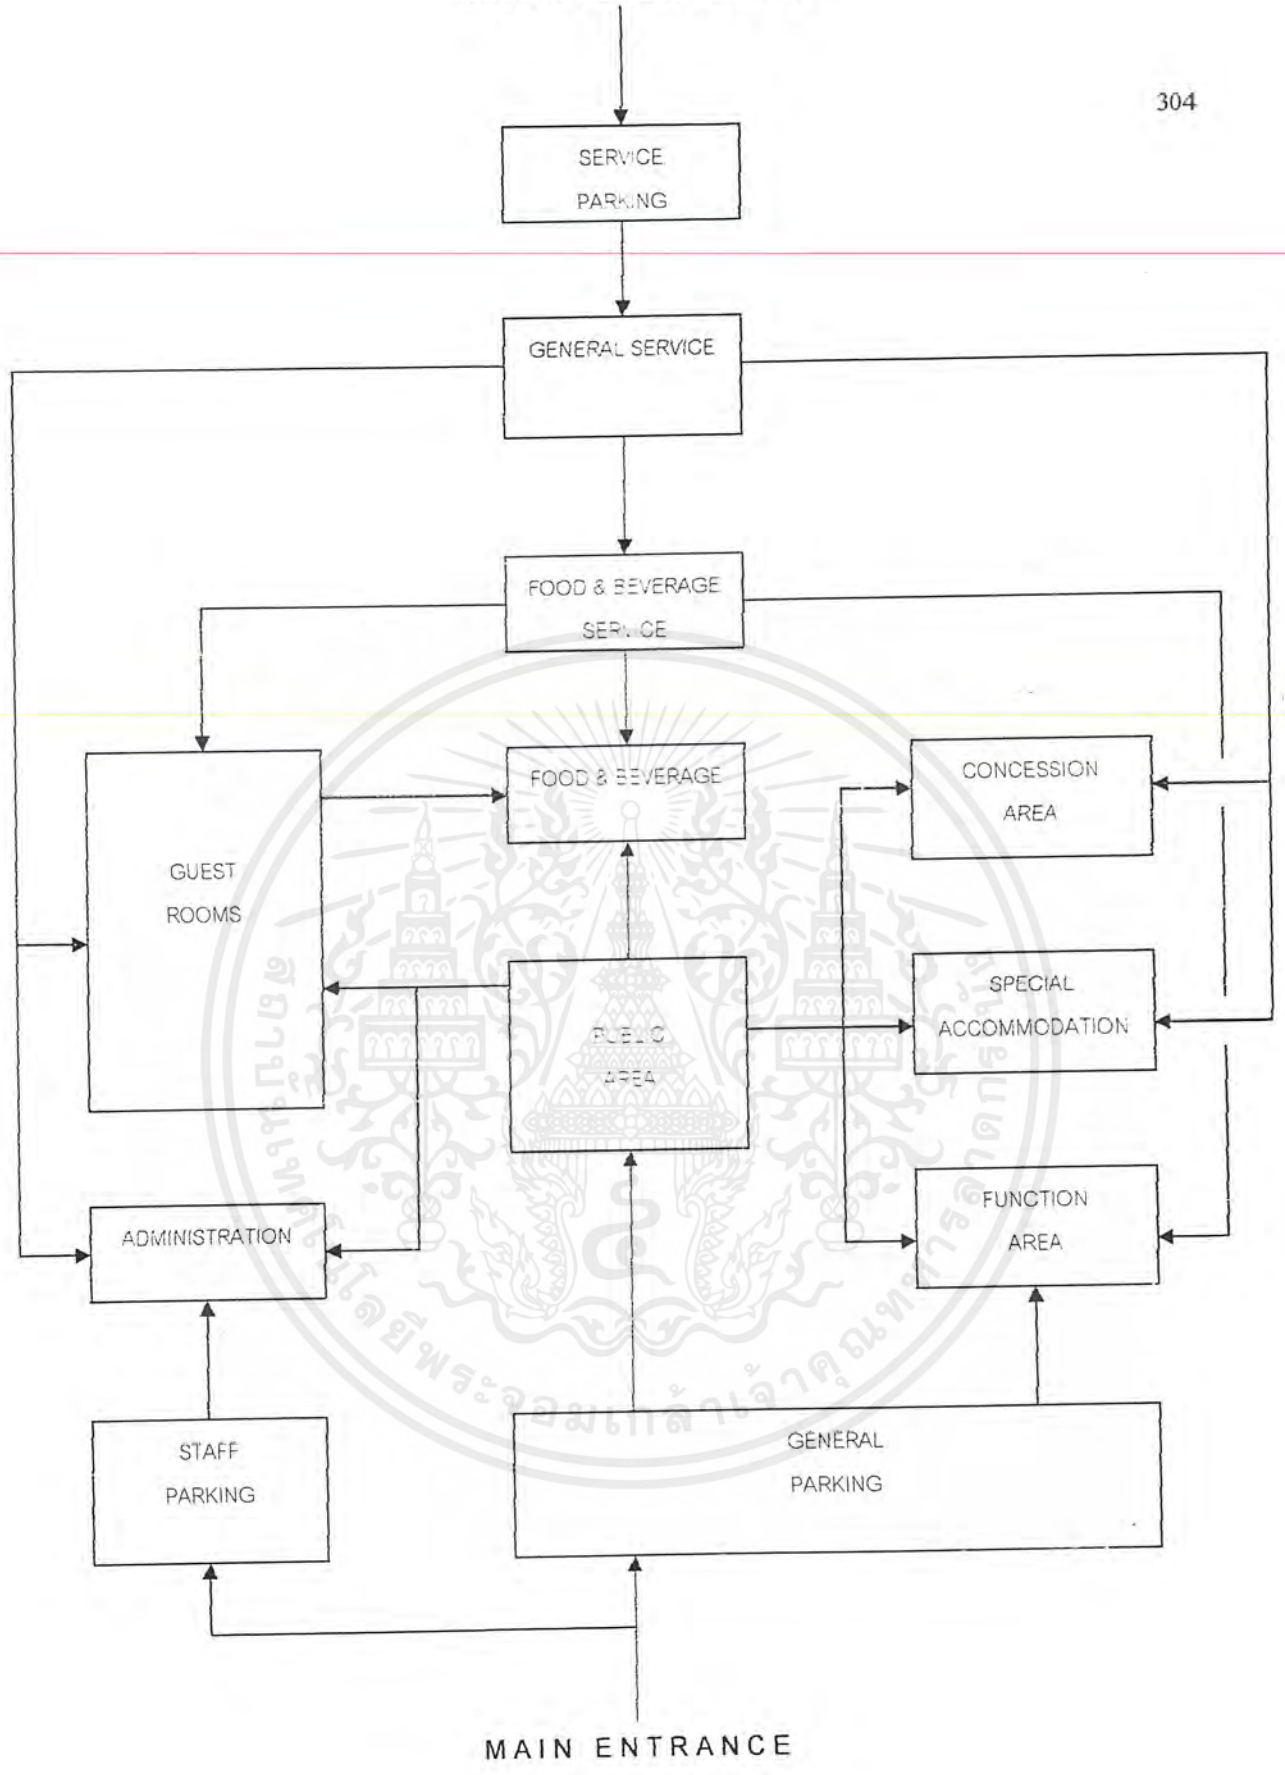 304
SERVICE
PARKING
GENERAL SERVICE
FOOD & BEVERAGE
SERVICE
FOOD & BEVERAGE
CONCESSION
AREA
GUEST
ROOMS
SPECIAL
ACCOMMODATION
PUBLIC
AREA
FUNCTION
AREA
ADMINISTRATION
GENERAL
PARKING
STAFF
PARKING
MAIN ENTRANCE